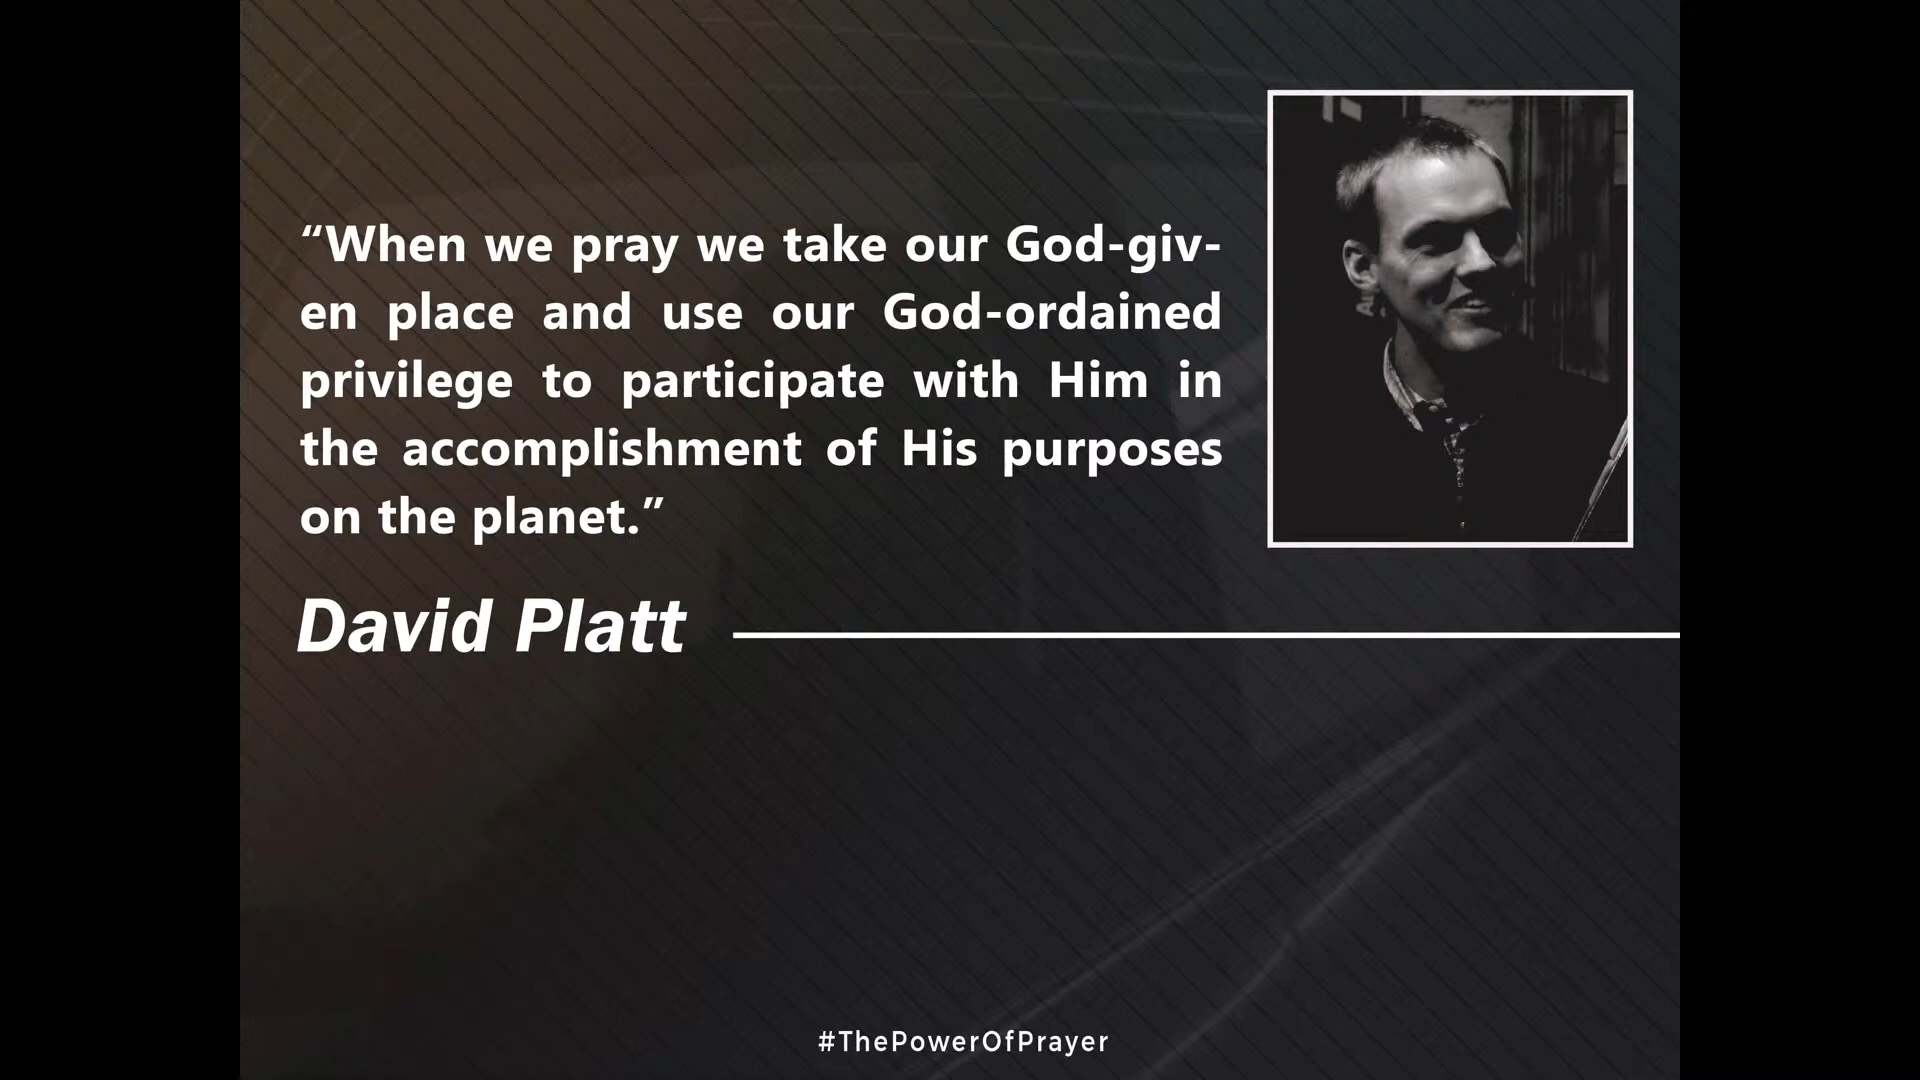 “When we pray we take our God-giv-
en place and use our God-ordained
privilege to participate with Him in
the accomplishment of His purposes
on the planet.”
David Platt
#ThePowerOfPrayer